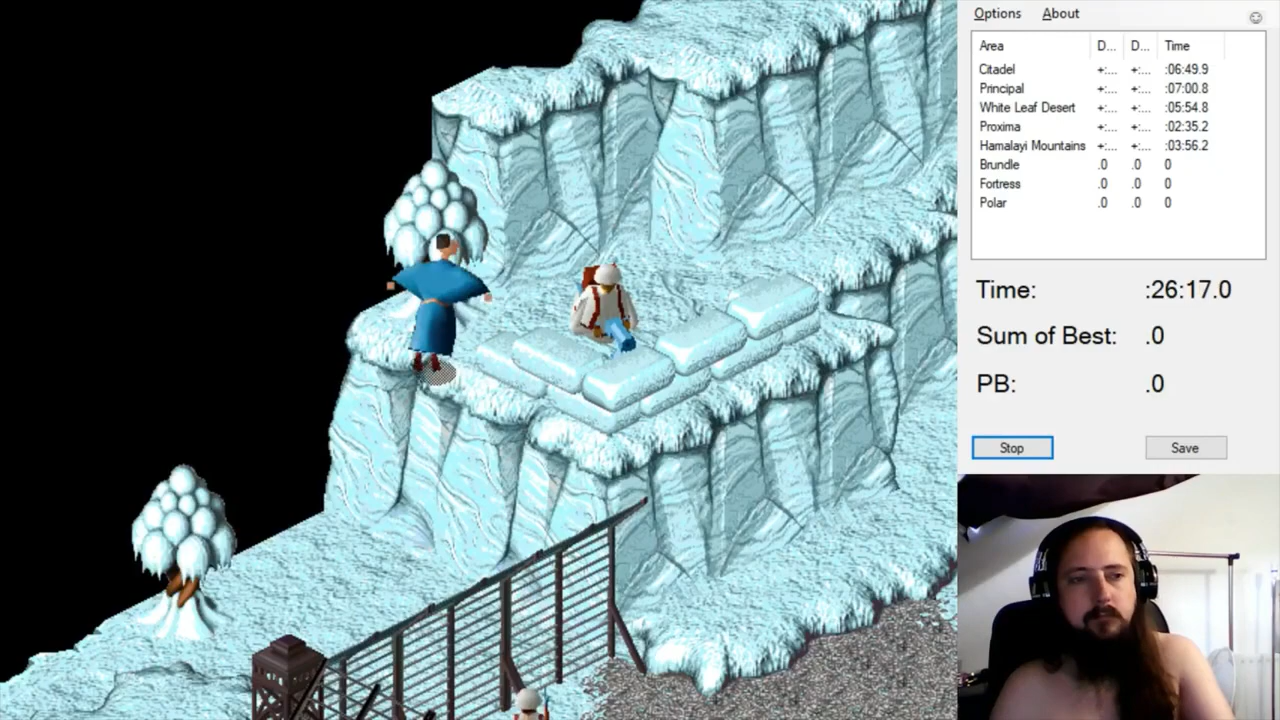 Options About
Area D... D... Time
Citadel +:... +:... :06:49.9
Principal +:... +:... :07:00.8
White Leaf Desert +:... +:... :05:54.8
Proxima +:... +:... :02:35.2
Hamalayi Mountains +:... +:... :03:56.2
Brundle .0 .0 0
Fortress .0 .0 0
Polar .0 .0 0
Time: :26:17.0
Sum of Best: .0
PB: .0
Stop Save